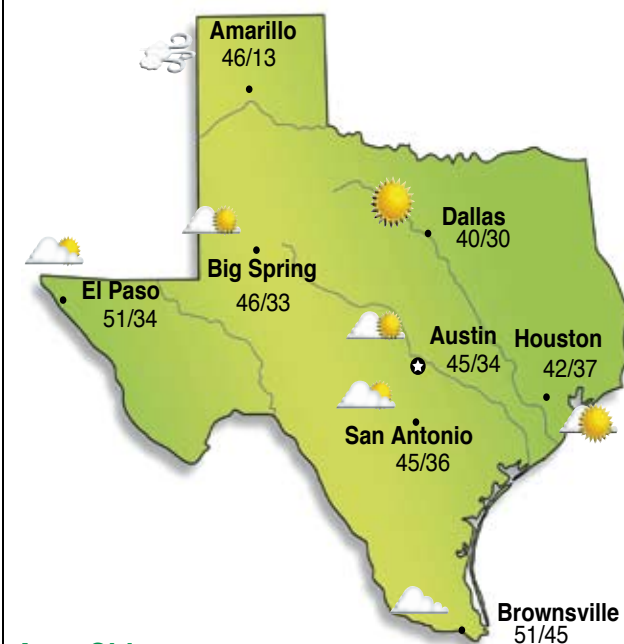 Amarillo
46/13
Dallas
40/30
Big Spring
46/33
El Paso
51/34
Austin
45/34
Houston
42/37
San Antonio
45/36
Brownsville
51/45